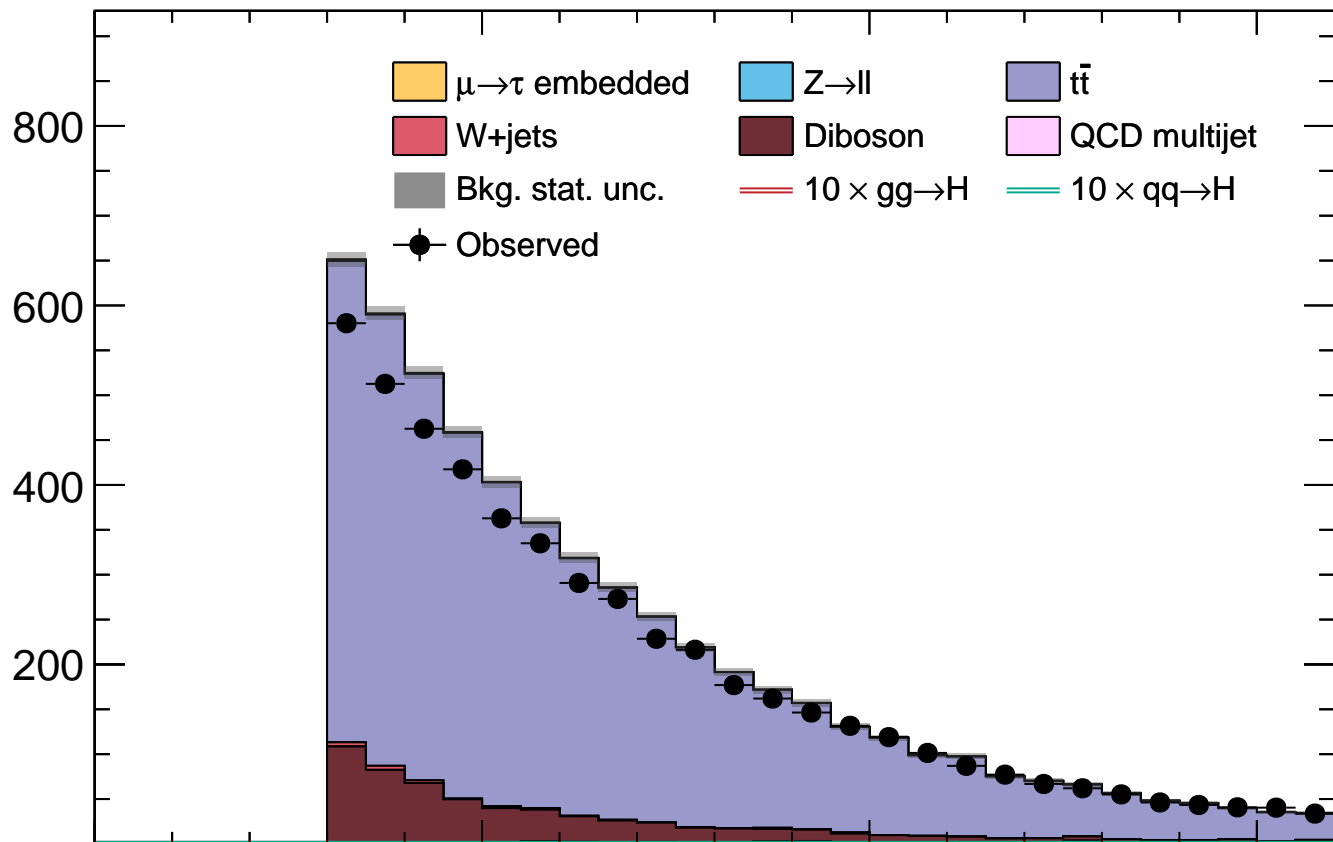 μ→τ embedded Z→ll tt̄
800 W+jets Diboson QCD multijet
Bkg. stat. unc. 10 × gg→H 10 × qq→H
Observed
600
400
200